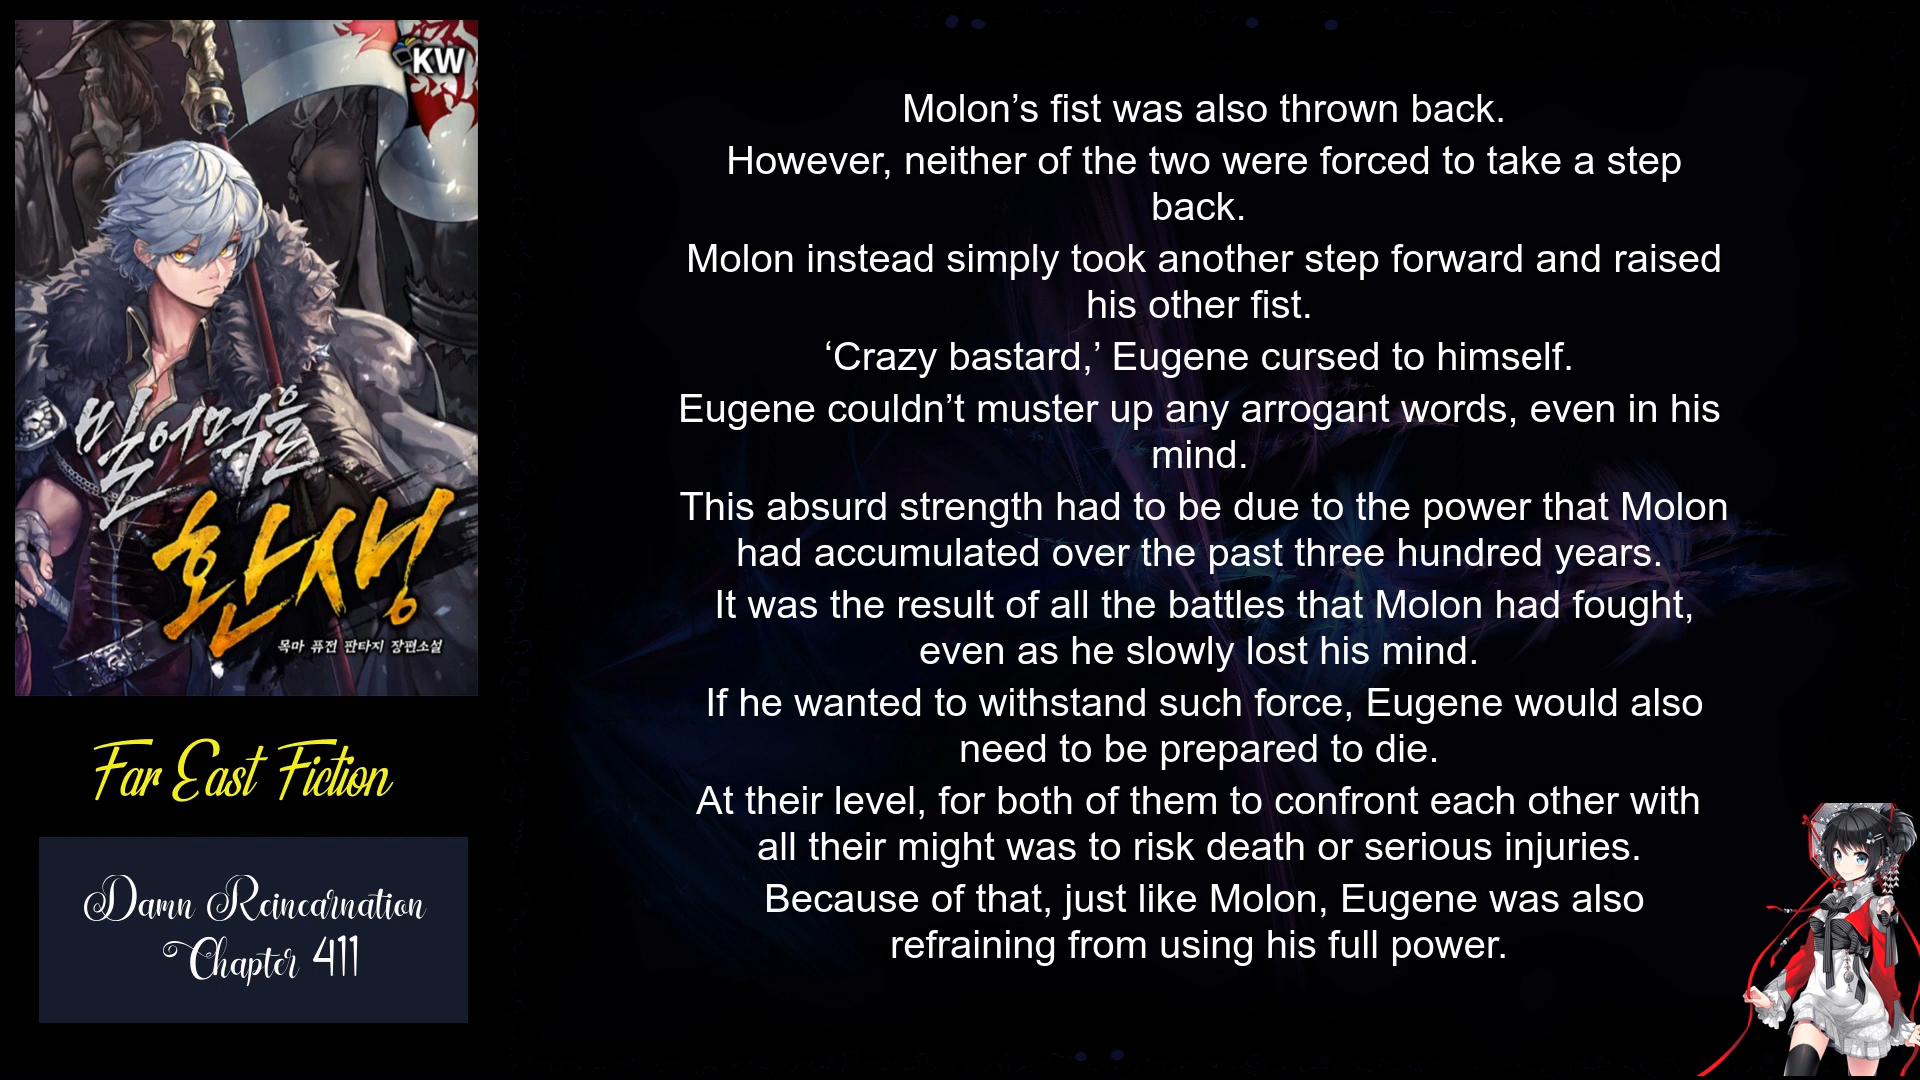 KW
빌어먹을
환생
목마 퓨전 판타지 장편소설
Far East Fiction
Damn Reincarnation
Chapter 411
Molon’s fist was also thrown back.
However, neither of the two were forced to take a step
back.
Molon instead simply took another step forward and raised
his other fist.
‘Crazy bastard,’ Eugene cursed to himself.
Eugene couldn’t muster up any arrogant words, even in his
mind.
This absurd strength had to be due to the power that Molon
had accumulated over the past three hundred years.
It was the result of all the battles that Molon had fought,
even as he slowly lost his mind.
If he wanted to withstand such force, Eugene would also
need to be prepared to die.
At their level, for both of them to confront each other with
all their might was to risk death or serious injuries.
Because of that, just like Molon, Eugene was also
refraining from using his full power.